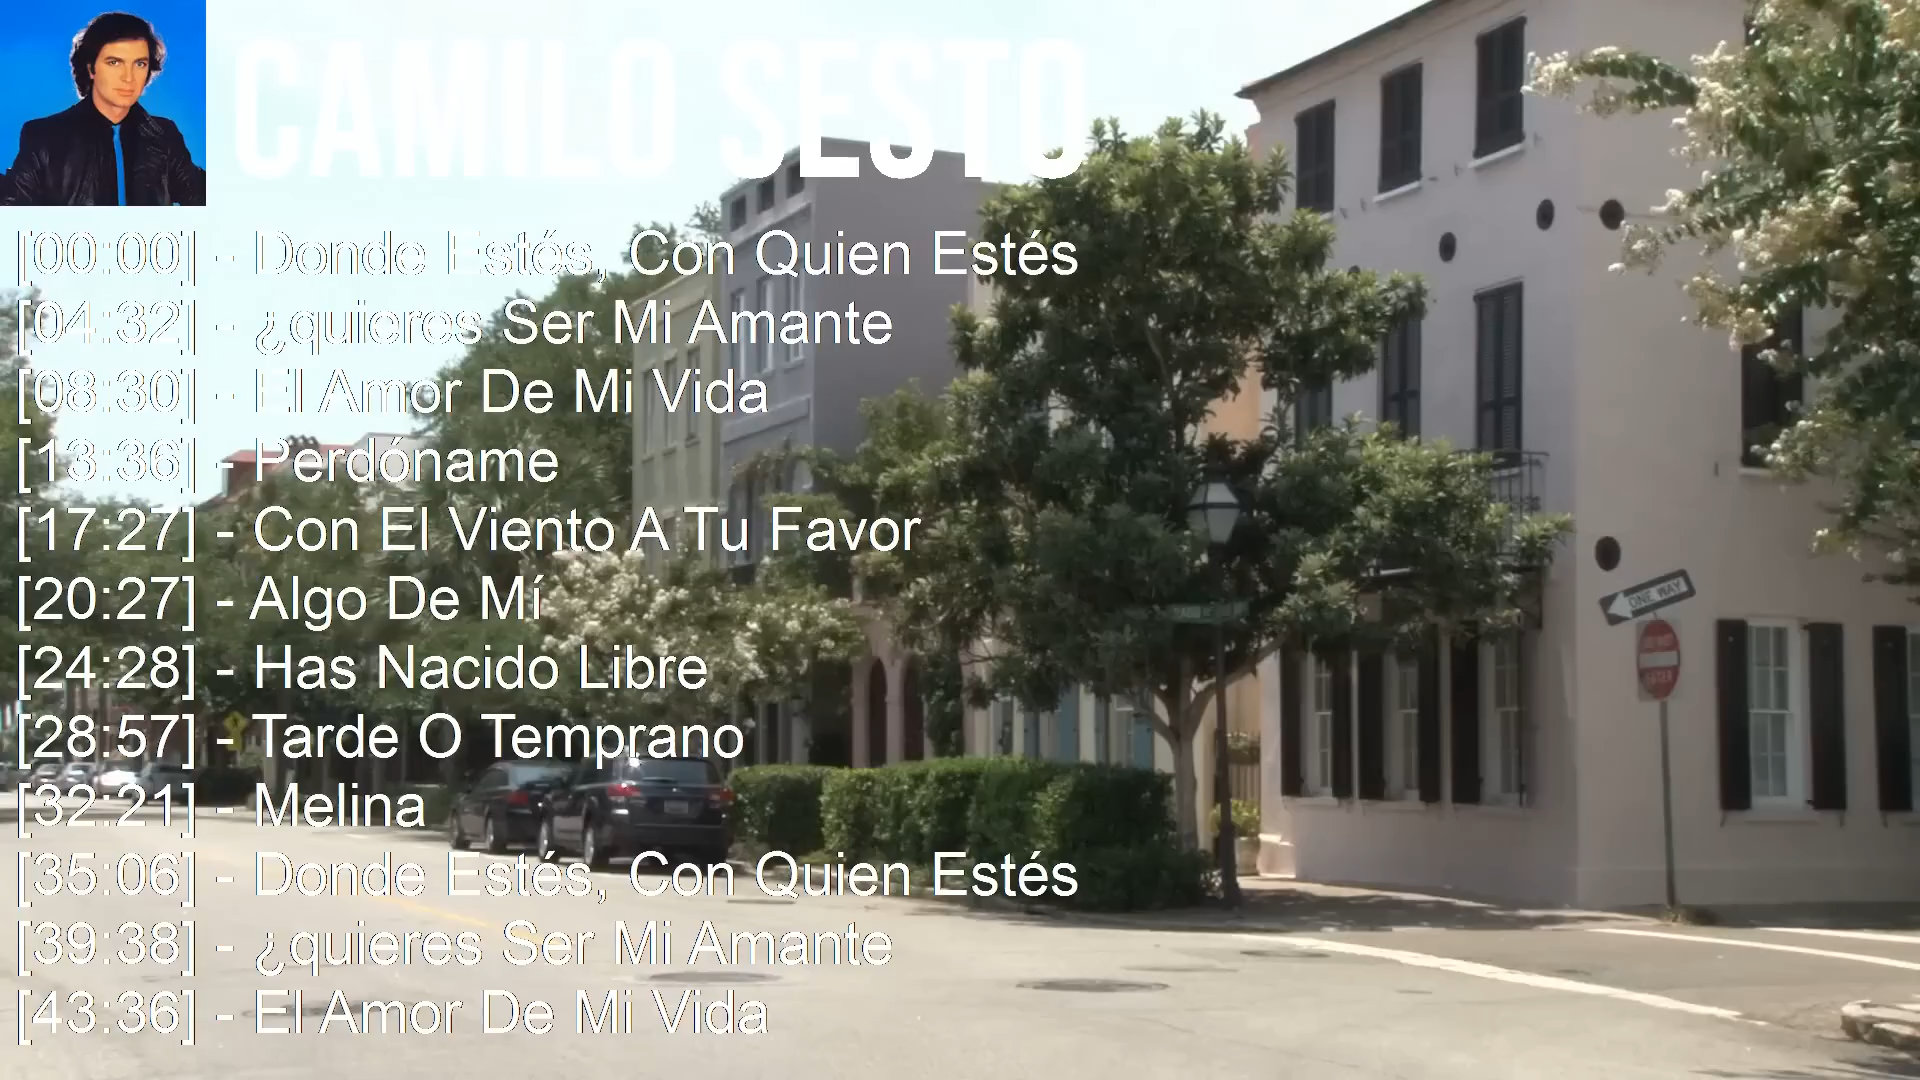 CAMILO SESTO
[00:00] - Donde Estés, Con Quien Estés
[04:32] - ¿quieres Ser Mi Amante
[08:30] - El Amor De Mi Vida
[13:36] - Perdóname
[17:27] - Con El Viento A Tu Favor
[20:27] - Algo De Mí
[24:28] - Has Nacido Libre
[28:57] - Tarde O Temprano
[32:21] - Melina
[35:06] - Donde Estés, Con Quien Estés
[39:38] - ¿quieres Ser Mi Amante
[43:36] - El Amor De Mi Vida
ONE WAY
DO NOT
ENTER